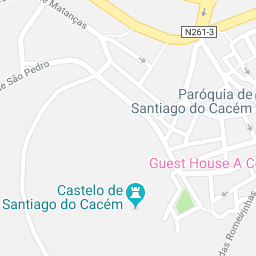 de Matanças
N261-3
de São Pedro
Paróquia de
Santiago do Cacém
Guest House A C
Castelo de
Santiago do Cacém
das Romeirinhas